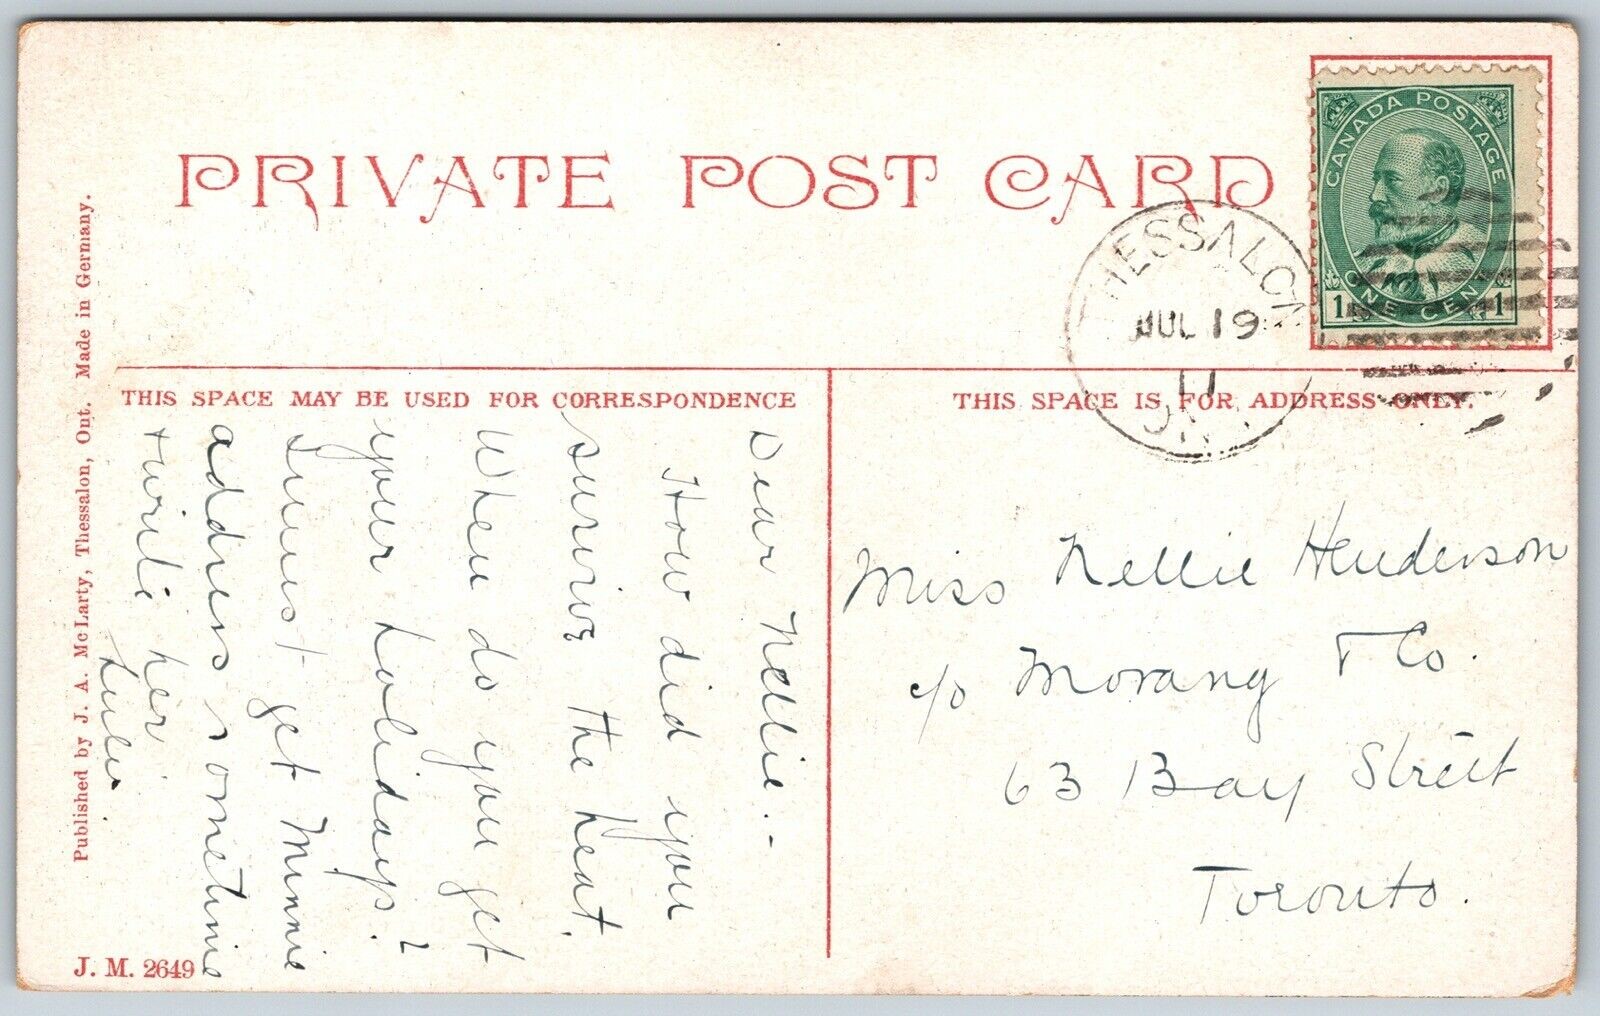 PRIVATE POST CARD
CANADA POSTAGE
1 ONE CENT 1
THESSALON
JUL 19
11
ONT
THIS SPACE MAY BE USED FOR CORRESPONDENCE
THIS SPACE IS FOR ADDRESS ONLY.
Dear Nellie:-
How did you
survive the heat.
When do you get
your holidays?
I must get Minnie
address sometime
+ write her
Miss Nellie Henderson
c/o Morang & Co.
63 Bay Street
Toronto.
Published by J. A. McLarty, Thessalon, Ont. Made in Germany.
J. M. 2649